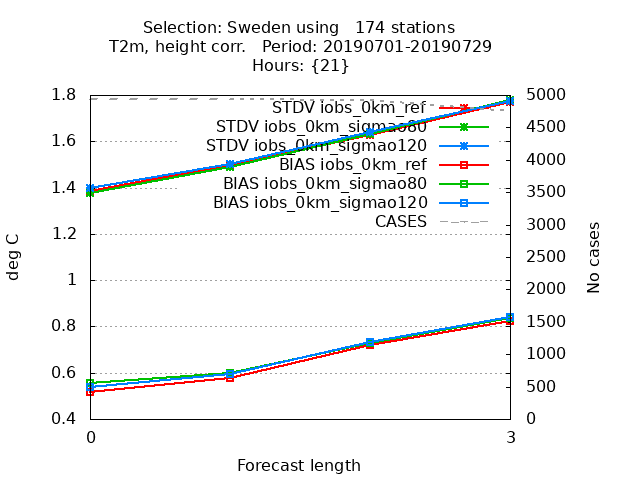 Selection: Sweden using 174 stations
T2m, height corr. Period: 20190701-20190729
Hours: {21}
1.8
1.6
1.4
1.2
1
0.8
0.6
0.4
deg C
STDV iobs_0km_ref
STDV iobs_0km_sigmao80
STDV iobs_0km_sigmao120
BIAS iobs_0km_ref
BIAS iobs_0km_sigmao80
BIAS iobs_0km_sigmao120
CASES
5000
4500
4000
3500
3000
2500
2000
1500
1000
500
0
No cases
0 3
Forecast length